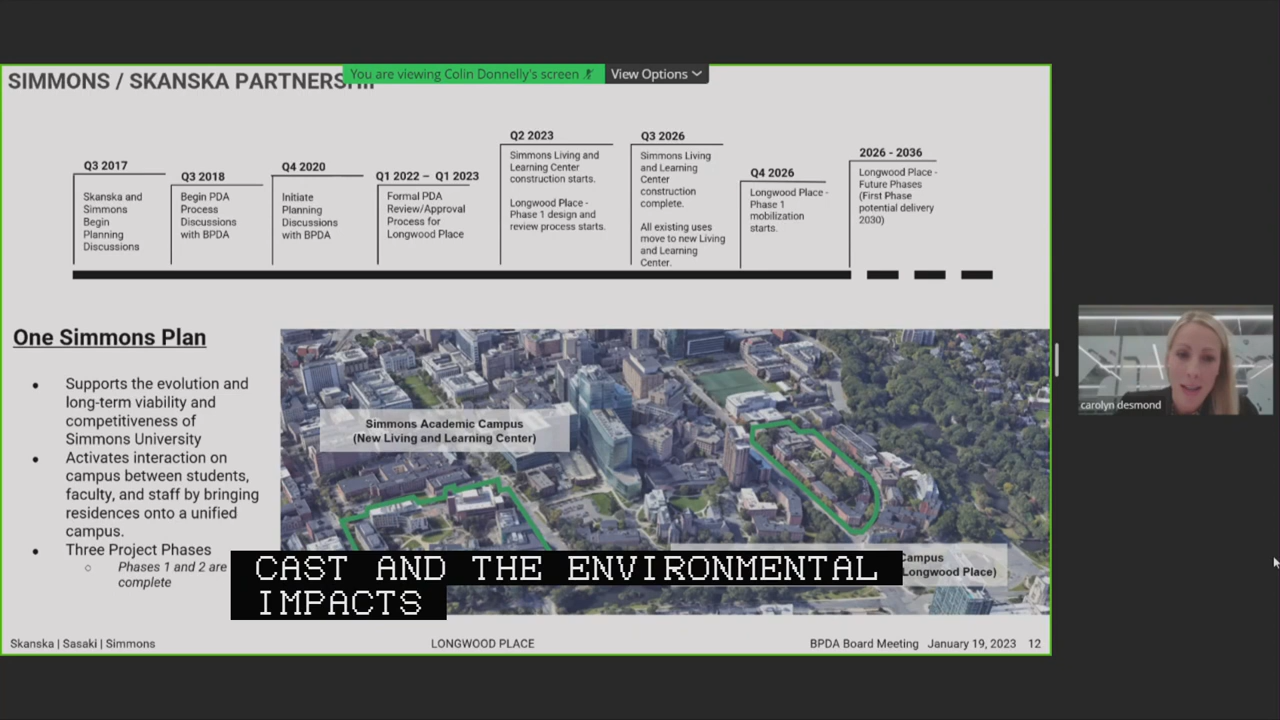 SIMMONS / SKANSKA PARTNERSHIP
You are viewing Colin Donnelly's screen
View Options
Q3 2017
Skanska and
Simmons
Begin
Planning
Discussions
Q3 2018
Begin PDA
Process
Discussions
with BPDA
Q4 2020
Initiate
Planning
Discussions
with BPDA
Q1 2022 – Q1 2023
Formal PDA
Review/Approval
Process for
Longwood Place
Q2 2023
Simmons Living and
Learning Center
construction starts.
Longwood Place -
Phase 1 design and
review process starts.
Q3 2026
Simmons Living
and Learning
Center
construction
complete.
All existing uses
move to new Living
and Learning
Center.
Q4 2026
Longwood Place -
Phase 1
mobilization
starts.
2026 - 2036
Longwood Place -
Future Phases
(First Phase
potential delivery
2030)
One Simmons Plan
● Supports the evolution and
long-term viability and
competitiveness of
Simmons University
● Activates interaction on
campus between students,
faculty, and staff by bringing
residences onto a unified
campus.
● Three Project Phases
○ Phases 1 and 2 are
complete
Simmons Academic Campus
(New Living and Learning Center)
Campus
Longwood Place)
carolyn desmond
CAST AND THE ENVIRONMENTAL
IMPACTS
Skanska | Sasaki | Simmons
LONGWOOD PLACE
BPDA Board Meeting January 19, 2023 12